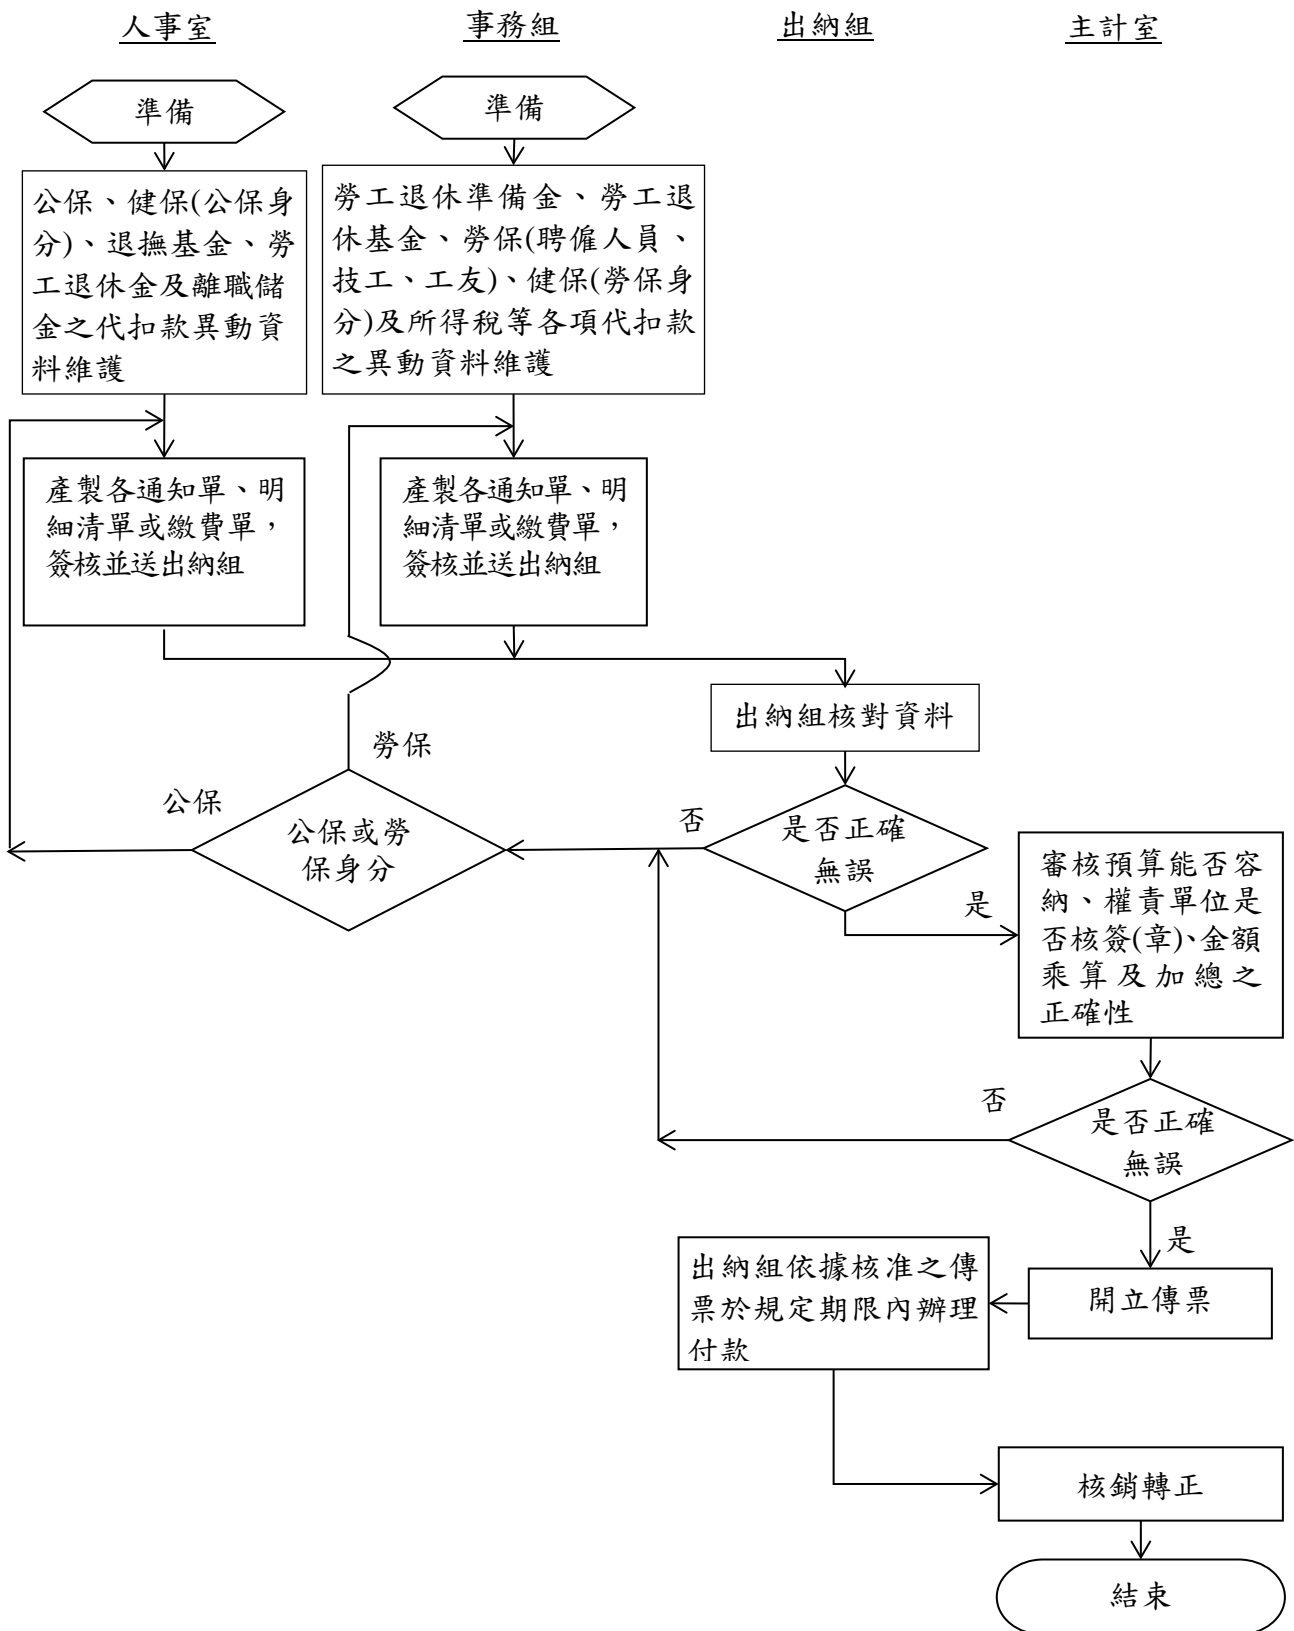 人事室
事務組
出納組
主計室
準備
準備
公保、健保(公保身
分)、退撫基金、勞
工退休金及離職儲
金之代扣款異動資
料維護
勞工退休準備金、勞工退
休基金、勞保(聘僱人員、
技工、工友)、健保(勞保身
分)及所得稅等各項代扣款
之異動資料維護
產製各通知單、明
細清單或繳費單，
簽核並送出納組
產製各通知單、明
細清單或繳費單，
簽核並送出納組
出納組核對資料
勞保
公保
公保或勞
保身分
否
是否正確
無誤
是
審核預算能否容
納、權責單位是
否核簽(章)、金額
乘算及加總之
正確性
否
是否正確
無誤
是
開立傳票
出納組依據核准之傳
票於規定期限內辦理
付款
核銷轉正
結束